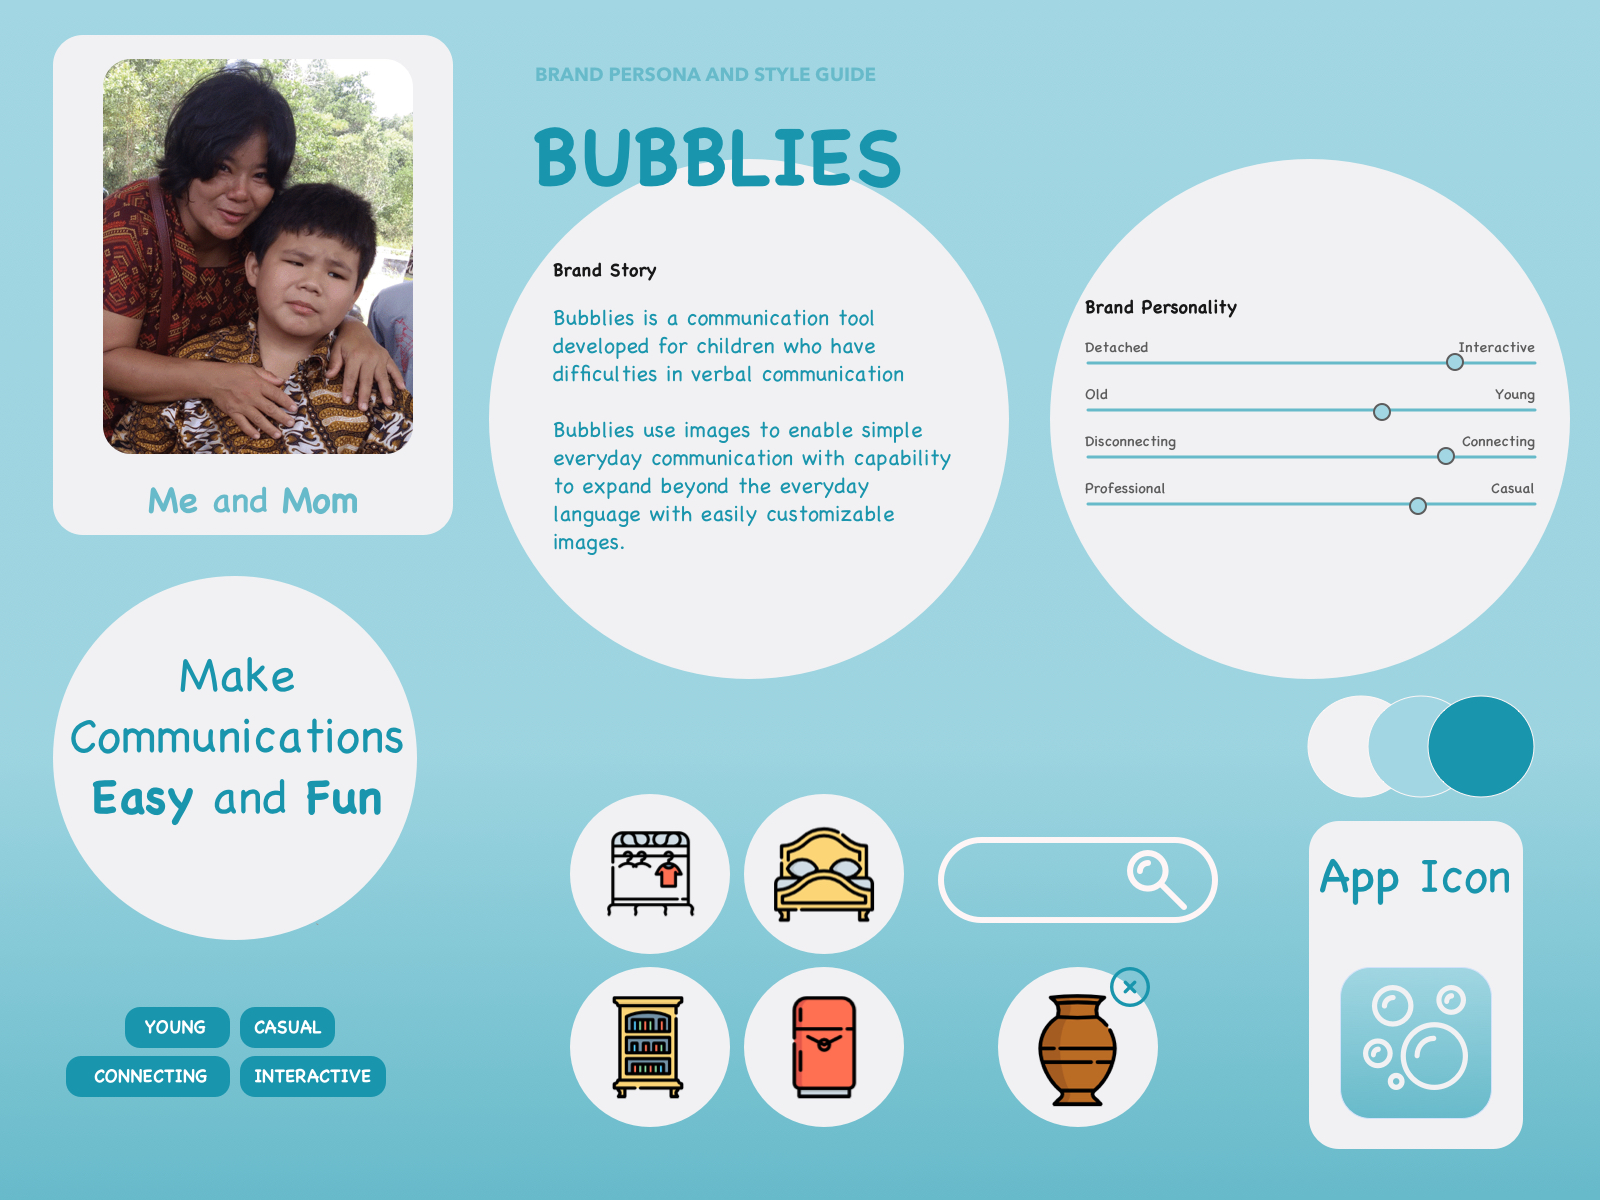 BRAND PERSONA AND STYLE GUIDE
BUBBLIES
Me and Mom
Brand Story
Bubblies is a communication tool
developed for children who have
difficulties in verbal communication
Bubblies use images to enable simple
everyday communication with capability
to expand beyond the everyday
language with easily customizable
images.
Brand Personality
Detached Interactive
Old Young
Disconnecting Connecting
Professional Casual
Make
Communications
Easy and Fun
YOUNG CASUAL
CONNECTING INTERACTIVE
App Icon